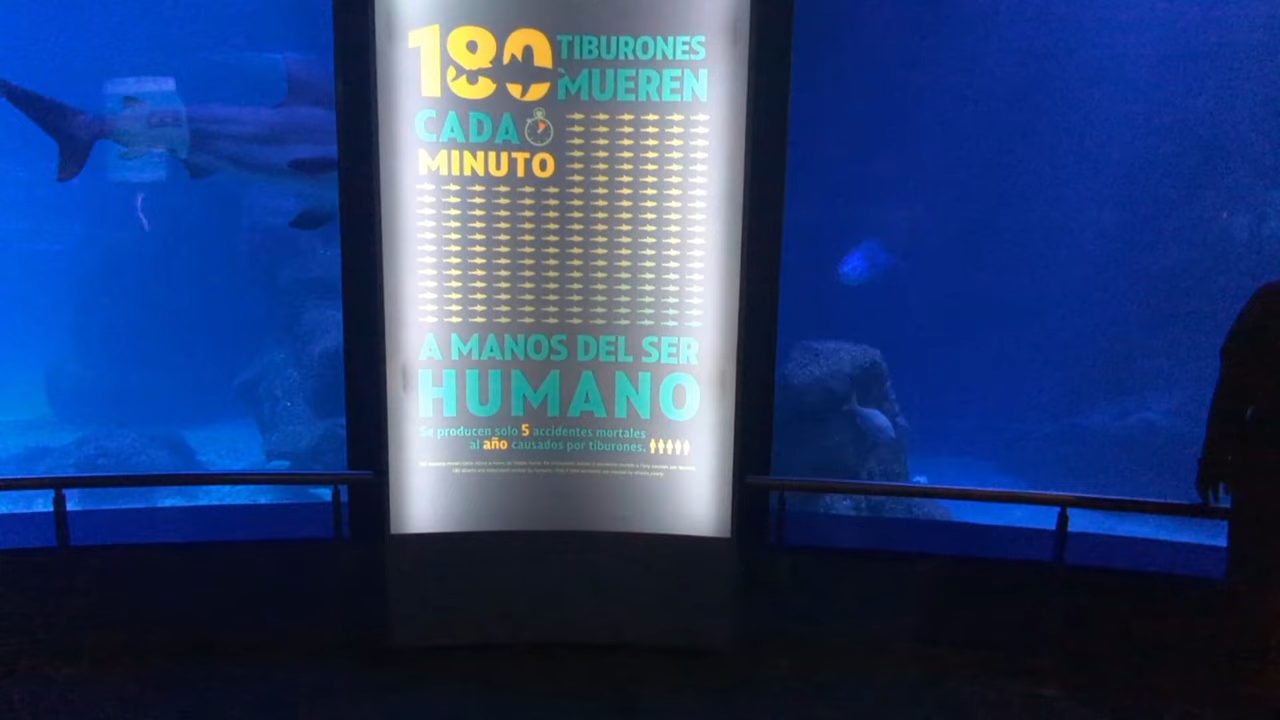 180 TIBURONES
MUEREN
CADA
MINUTO
A MANOS DEL SER
HUMANO
Se producen solo 5 accidentes mortales
al año causados por tiburones.